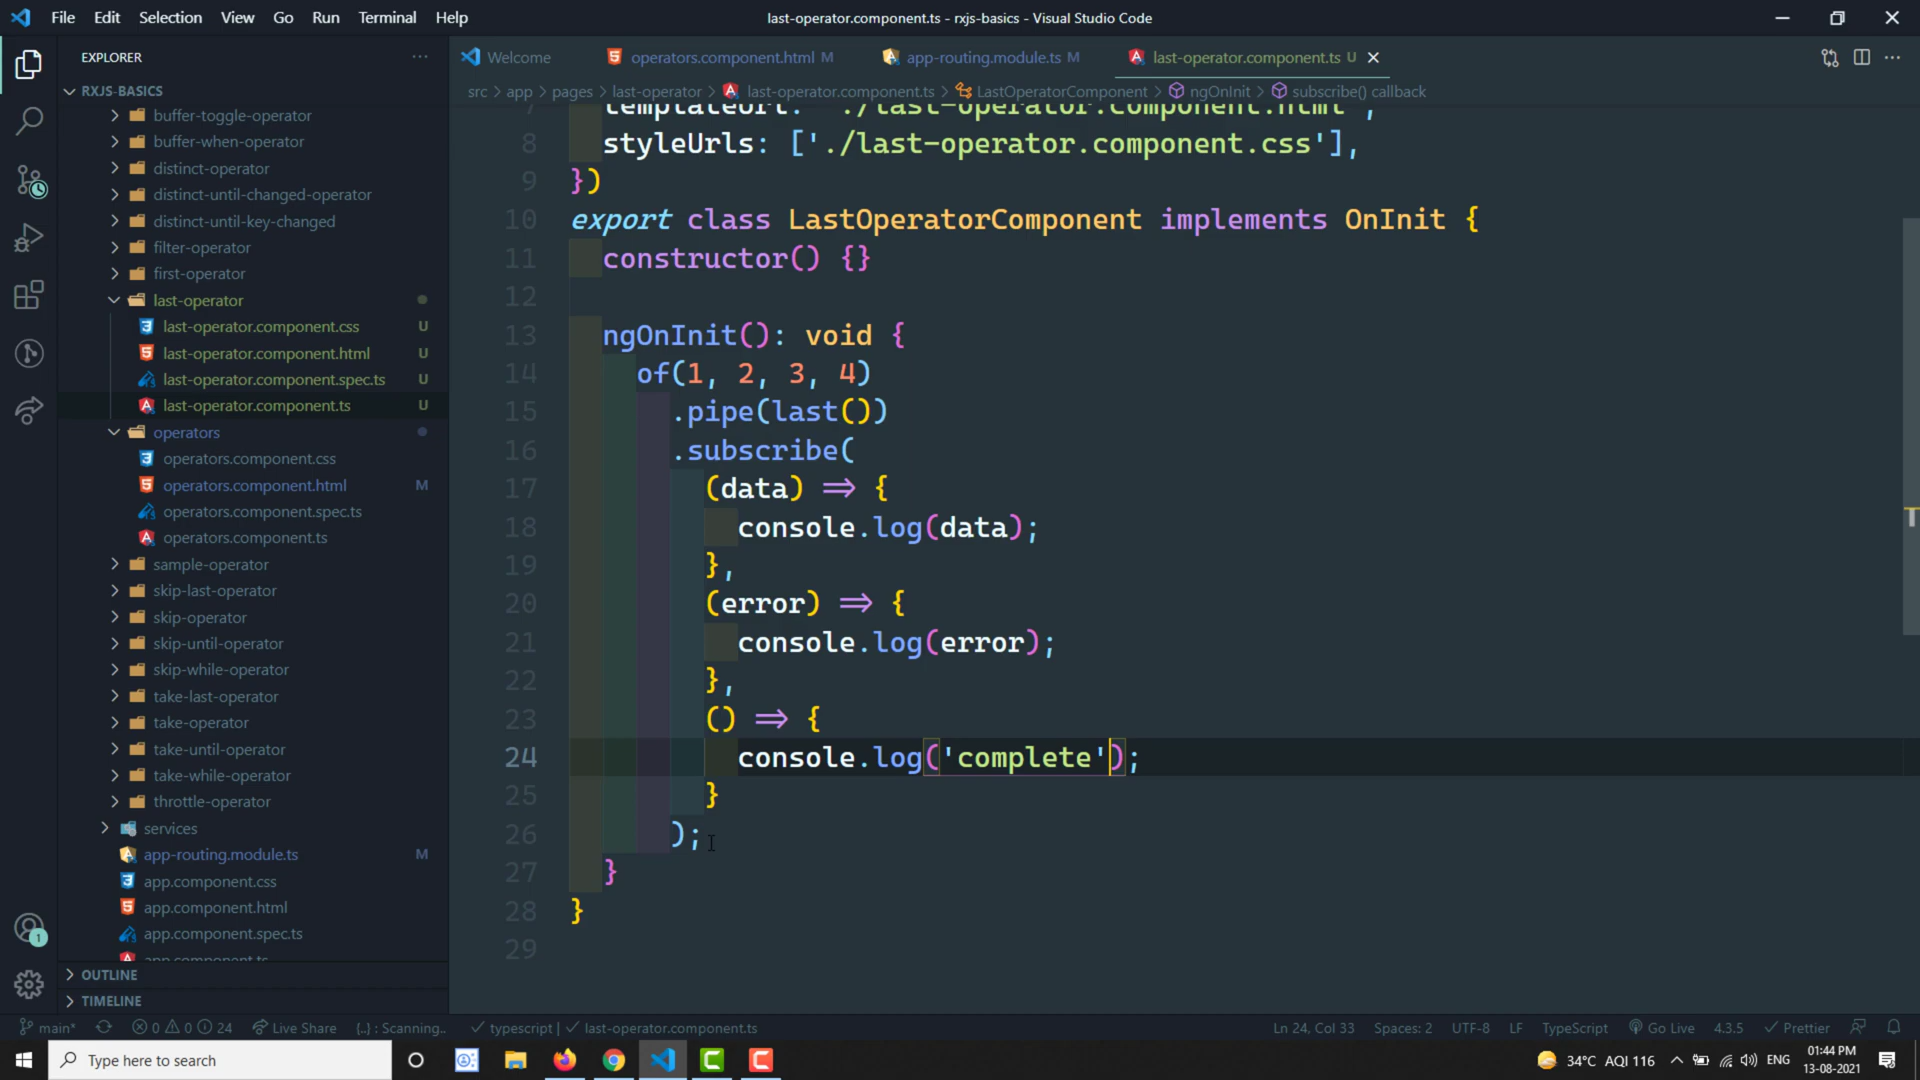 File Edit Selection View Go Run Terminal Help
last-operator.component.ts - rxjs-basics - Visual Studio Code
EXPLORER
RXJS-BASICS
buffer-toggle-operator
buffer-when-operator
distinct-operator
distinct-until-changed-operator
distinct-until-key-changed
filter-operator
first-operator
last-operator
last-operator.component.css U
last-operator.component.html U
last-operator.component.spec.ts U
last-operator.component.ts U
operators
operators.component.css
operators.component.html M
operators.component.spec.ts
operators.component.ts
sample-operator
skip-last-operator
skip-operator
skip-until-operator
skip-while-operator
take-last-operator
take-operator
take-until-operator
take-while-operator
throttle-operator
services
app-routing.module.ts M
app.component.css
app.component.html
app.component.spec.ts
app.component.ts
OUTLINE
TIMELINE
Welcome operators.component.html M app-routing.module.ts M last-operator.component.ts U
src > app > pages > last-operator > last-operator.component.ts > LastOperatorComponent > ngOnInit > subscribe() callback
7 templateUrl: './last-operator.component.html',
8 styleUrls: ['./last-operator.component.css'],
9 })
10 export class LastOperatorComponent implements OnInit {
11 constructor() {}
12
13 ngOnInit(): void {
14 of(1, 2, 3, 4)
15 .pipe(last())
16 .subscribe(
17 (data) => {
18 console.log(data);
19 },
20 (error) => {
21 console.log(error);
22 },
23 () => {
24 console.log('complete');
25 }
26 );
27 }
28 }
29
1
main* 0 0 24 Live Share {..} : Scanning.. typescript | last-operator.component.ts Ln 24, Col 33 Spaces: 2 UTF-8 LF TypeScript Go Live 4.3.5 Prettier
Type here to search 34°C AQI 116 ENG 01:44 PM
13-08-2021